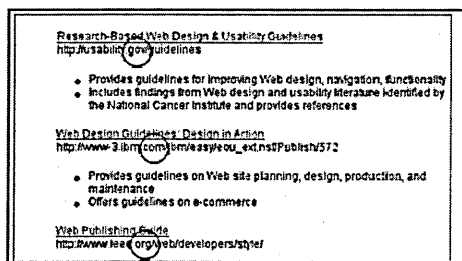 Research-Based Web Design & Usability Guidelines
http://usability.gov/guidelines
• Provides guidelines for improving Web design, navigation, functionality
• Includes findings from Web design and usability literature identified by
the National Cancer Institute and provides references
Web Design Guidelines: Design in Action
http://www-3.ibm.com/ibm/easy/eou_ext.nsf/Publish/572
• Provides guidelines on Web site planning, design, production, and
maintenance
• Offers guidelines on e-commerce
Web Publishing Guide
http://www.ieee.org/web/developers/style/